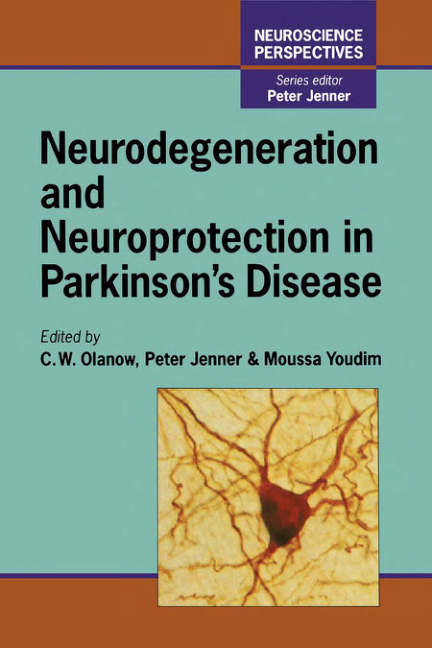 NEUROSCIENCE
PERSPECTIVES
Series editor
Peter Jenner
Neurodegeneration
and
Neuroprotection in
Parkinson's Disease
Edited by
C.W. Olanow, Peter Jenner & Moussa Youdim